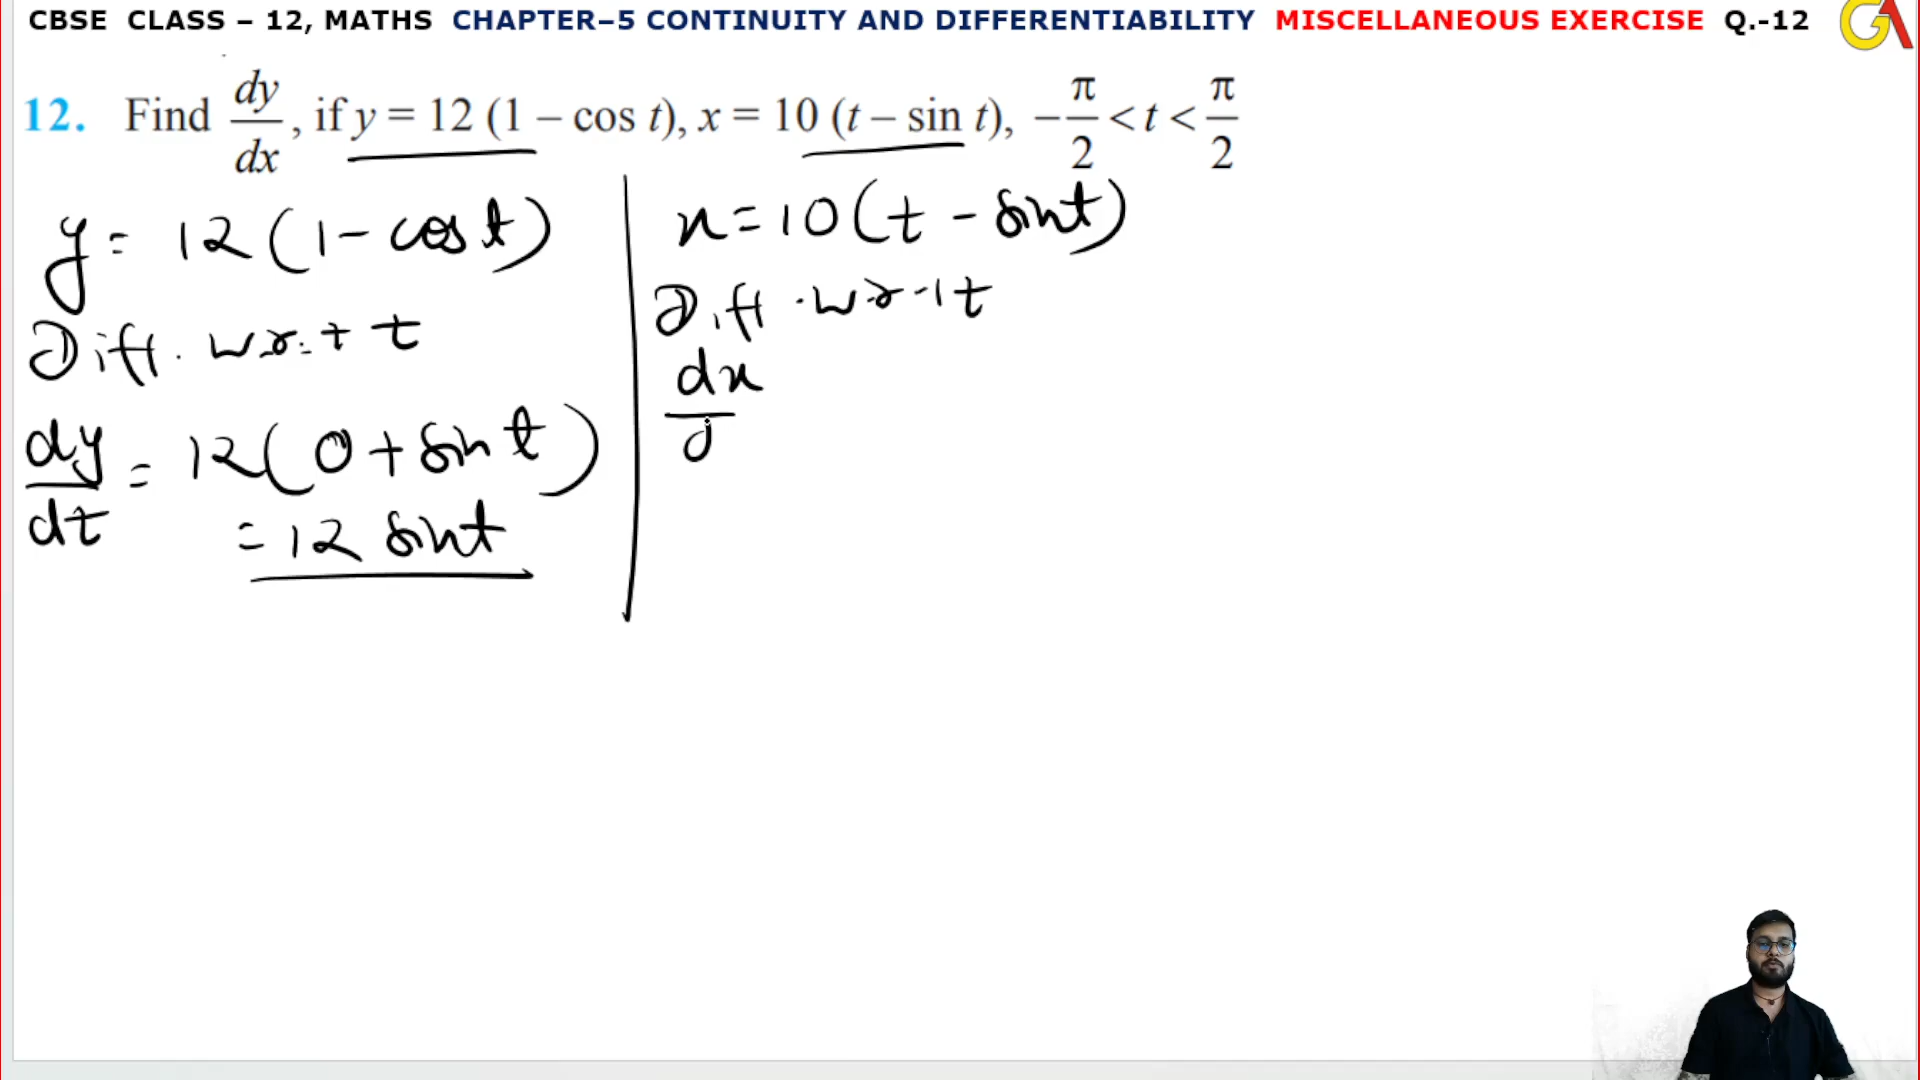 CBSE CLASS – 12, MATHS CHAPTER–5 CONTINUITY AND DIFFERENTIABILITY MISCELLANEOUS EXERCISE Q.-12
GA
12. Find dy/dx, if y = 12 (1 – cos t), x = 10 (t – sin t), –π/2 < t < π/2
y = 12 (1 – cos t)
Diff. w.r.t t
dy/dt = 12 (0 + sin t)
= 12 sin t
x = 10 (t – sin t)
Diff. w.r.t t
dx
d